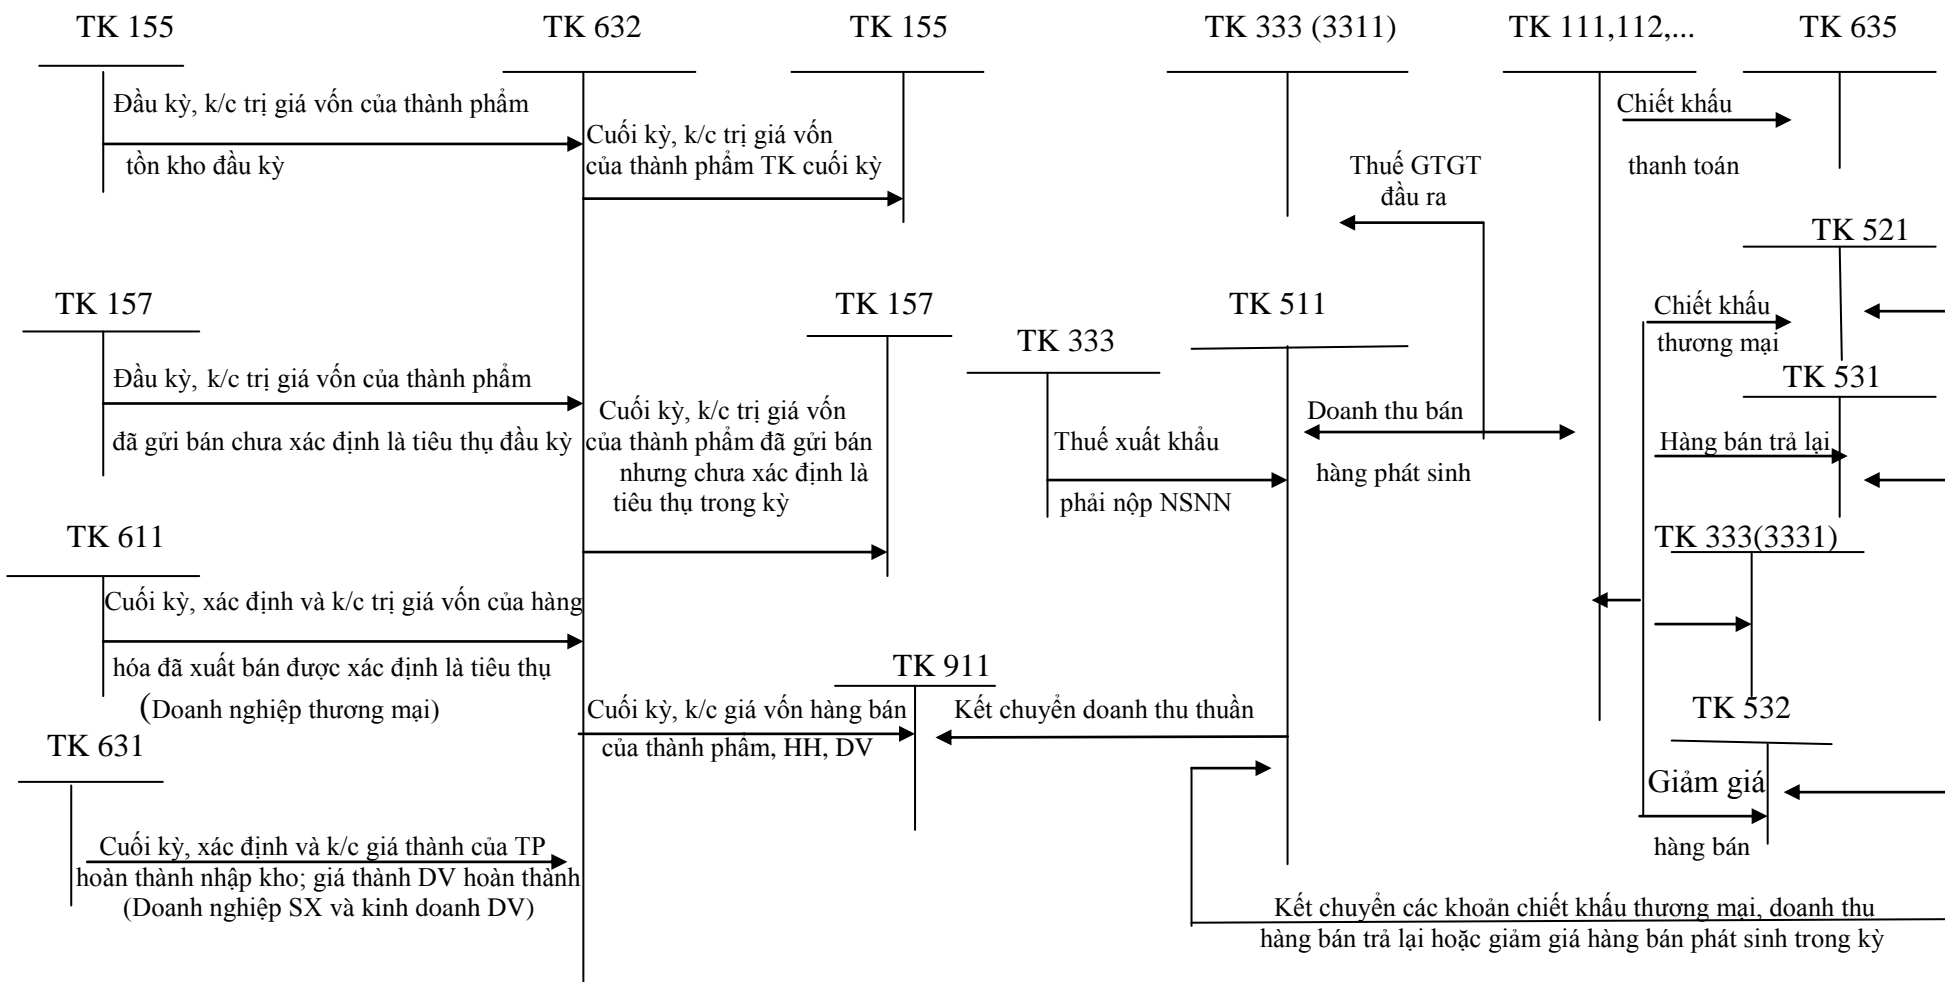 TK 155
TK 632
TK 155
TK 333 (3311)
TK 111,112,...
TK 635
Đầu kỳ, k/c trị giá vốn của thành phẩm
tồn kho đầu kỳ
Cuối kỳ, k/c trị giá vốn
của thành phẩm TK cuối kỳ
Thuế GTGT
đầu ra
Chiết khấu
thanh toán
TK 521
TK 157
TK 157
TK 511
TK 333
Chiết khấu
thương mại
TK 531
Đầu kỳ, k/c trị giá vốn của thành phẩm
đã gửi bán chưa xác định là tiêu thụ đầu kỳ
Cuối kỳ, k/c trị giá vốn
của thành phẩm đã gửi bán
nhưng chưa xác định là
tiêu thụ trong kỳ
Thuế xuất khẩu
phải nộp NSNN
Doanh thu bán
hàng phát sinh
Hàng bán trả lại
TK 611
TK 333(3331)
Cuối kỳ, xác định và k/c trị giá vốn của hàng
hóa đã xuất bán được xác định là tiêu thụ
(Doanh nghiệp thương mại)
TK 911
Cuối kỳ, k/c giá vốn hàng bán
của thành phẩm, HH, DV
Kết chuyển doanh thu thuần
TK 532
TK 631
Giảm giá
hàng bán
Cuối kỳ, xác định và k/c giá thành của TP
hoàn thành nhập kho; giá thành DV hoàn thành
(Doanh nghiệp SX và kinh doanh DV)
Kết chuyển các khoản chiết khấu thương mại, doanh thu
hàng bán trả lại hoặc giảm giá hàng bán phát sinh trong kỳ